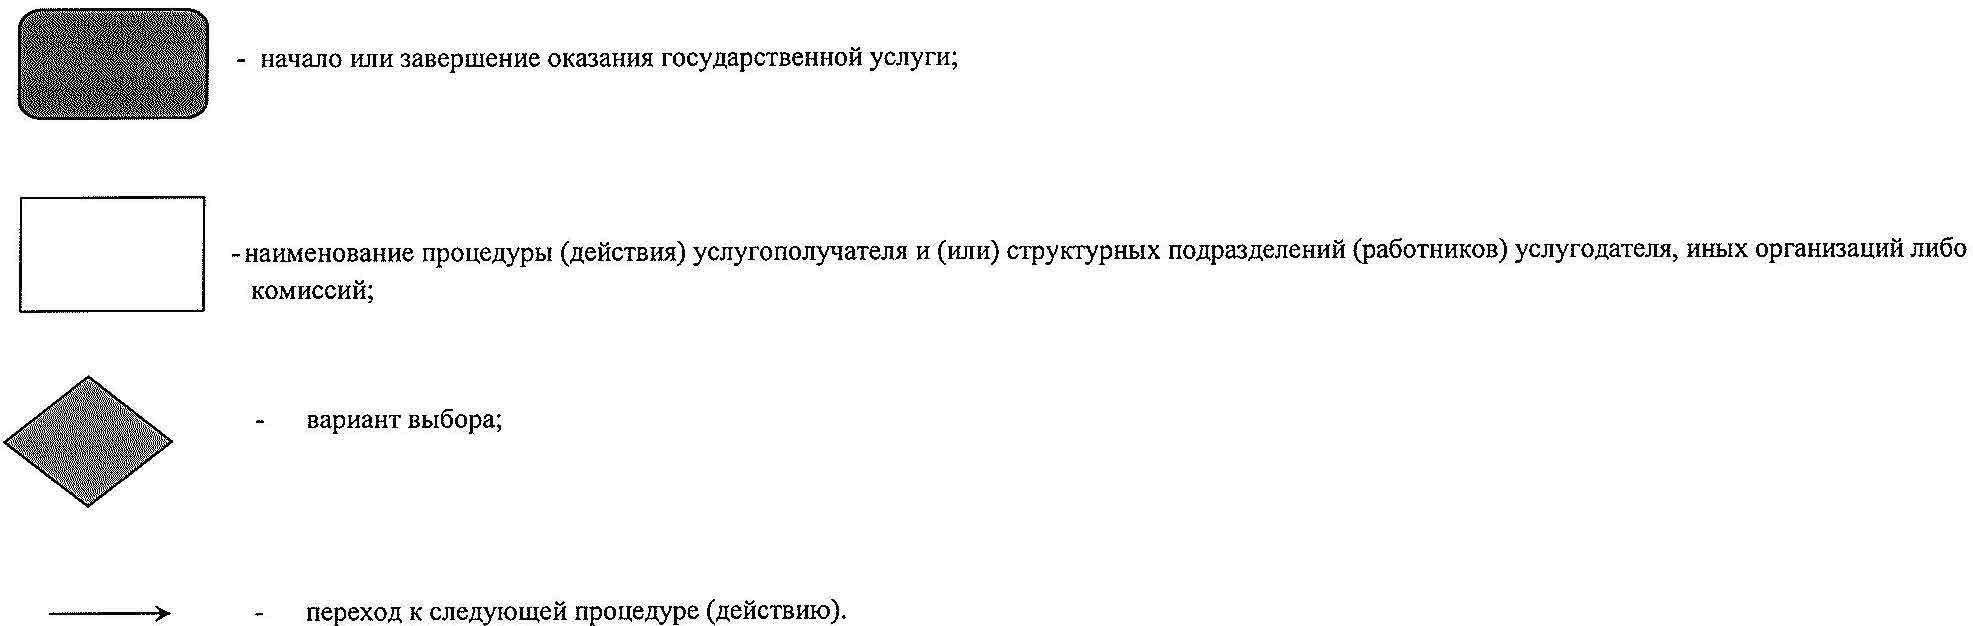 - начало или завершение оказания государственной услуги;
- наименование процедуры (действия) услугополучателя и (или) структурных подразделений (работников) услугодателя, иных организаций либо
комиссий;
- вариант выбора;
- переход к следующей процедуре (действию).